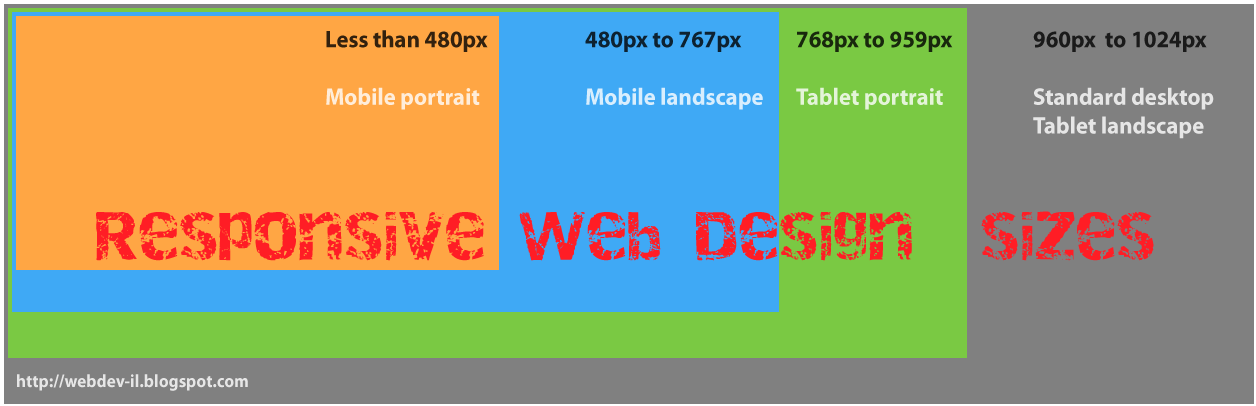 Less than 480px
480px to 767px
768px to 959px
960px to 1024px
Mobile portrait
Mobile landscape
Tablet portrait
Standard desktop
Tablet landscape
Responsive Web Design Sizes
http://webdev-il.blogspot.com